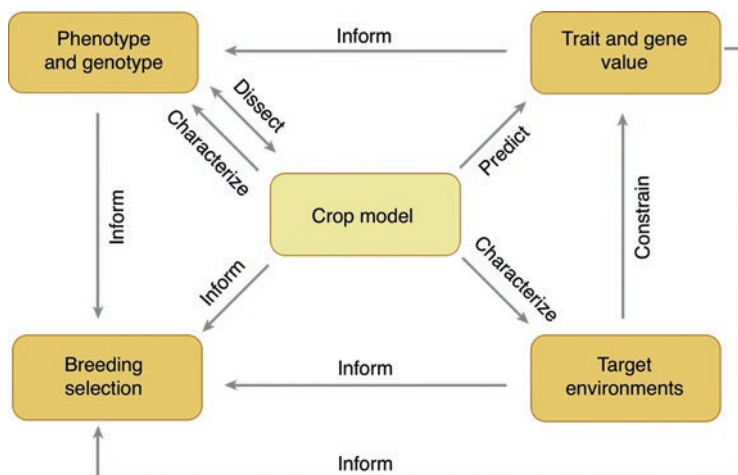 Phenotype
and genotype
Inform
Trait and gene
value
Dissect
Characterize
Predict
Crop model
Inform
Constrain
Inform
Characterize
Breeding
selection
Inform
Target
environments
Inform